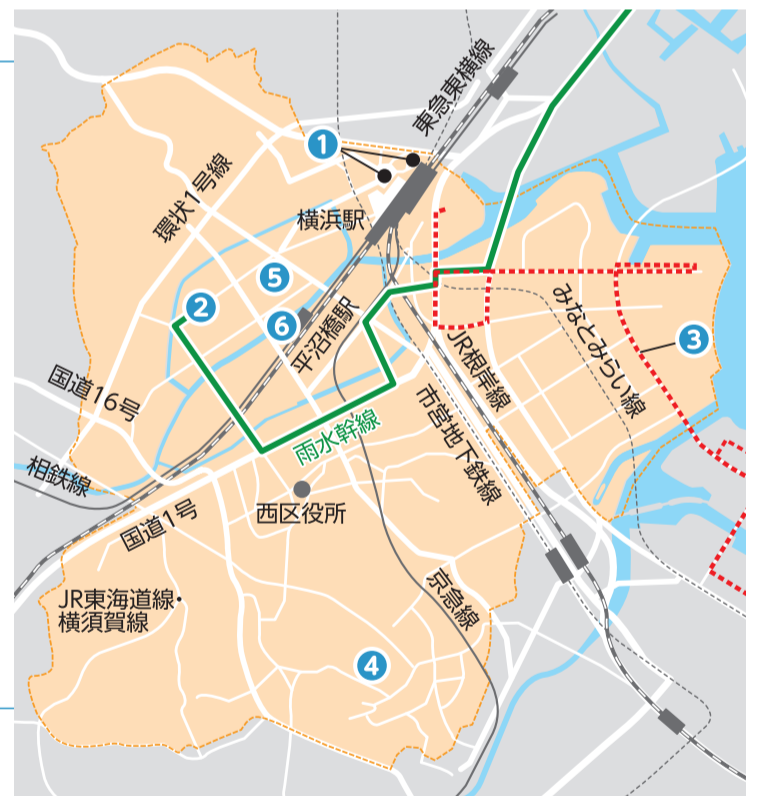 東急東横線
1
環状1号線
横浜駅
5
2
6
平沼橋駅
みなとみらい線
3
JR根岸線
国道16号
市営地下鉄線
雨水幹線
相鉄線
西区役所
国道1号
JR東海道線・
横須賀線
京急線
4